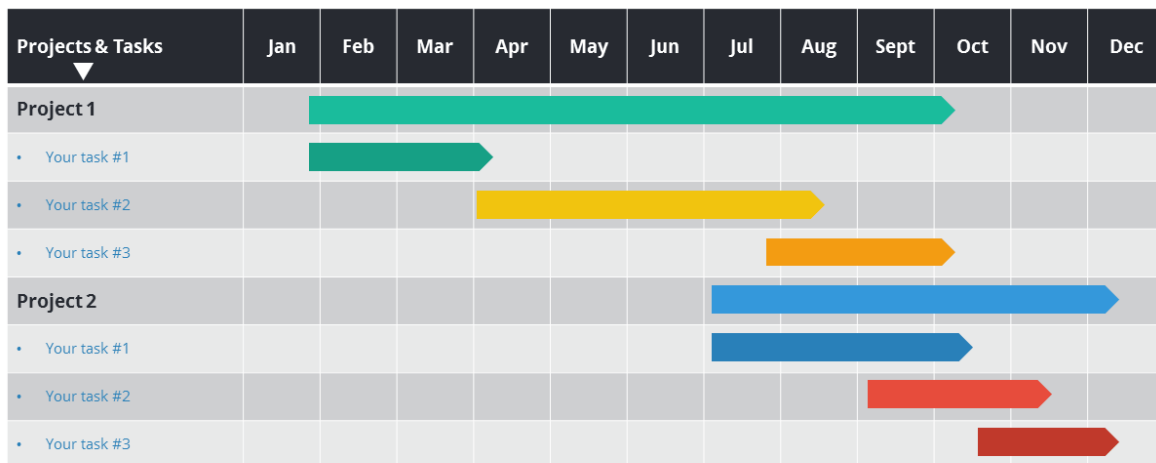 Projects & Tasks Jan Feb Mar Apr May Jun Jul Aug Sept Oct Nov Dec
Project 1
• Your task #1
• Your task #2
• Your task #3
Project 2
• Your task #1
• Your task #2
• Your task #3